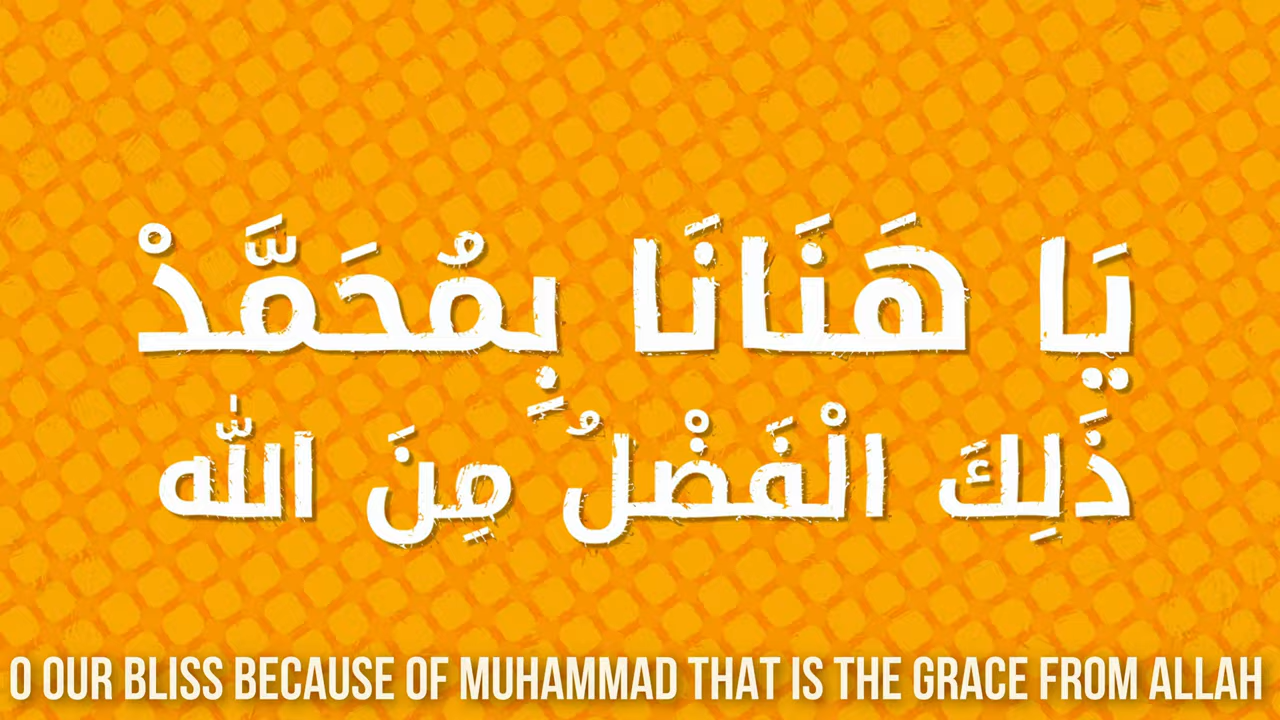 يَا هَنَانَا بِمُحَمَّدْ
ذَلِكَ الْفَضْلُ مِنَ اللّٰه
O OUR BLISS BECAUSE OF MUHAMMAD THAT IS THE GRACE FROM ALLAH